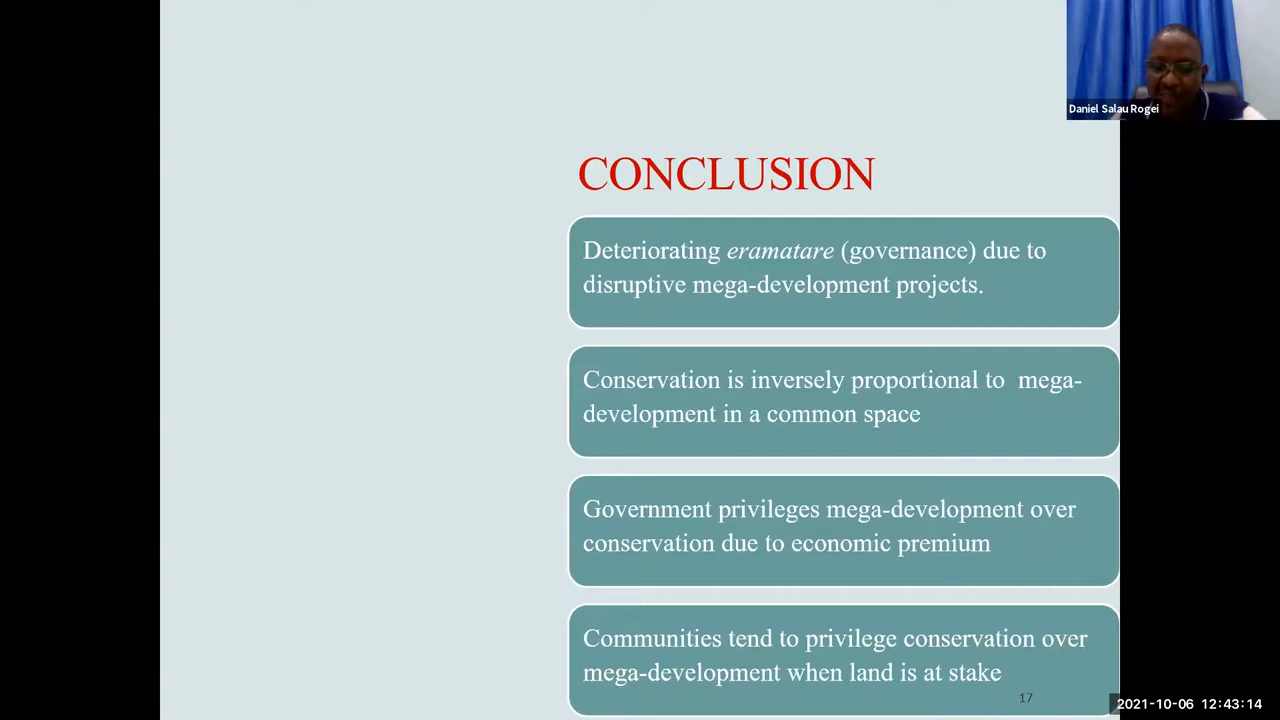 Daniel Salau Rogei
CONCLUSION
Deteriorating eramatare (governance) due to
disruptive mega-development projects.
Conservation is inversely proportional to  mega-
development in a common space
Government privileges mega-development over
conservation due to economic premium
Communities tend to privilege conservation over
mega-development when land is at stake
17
2021-10-06 12:43:14